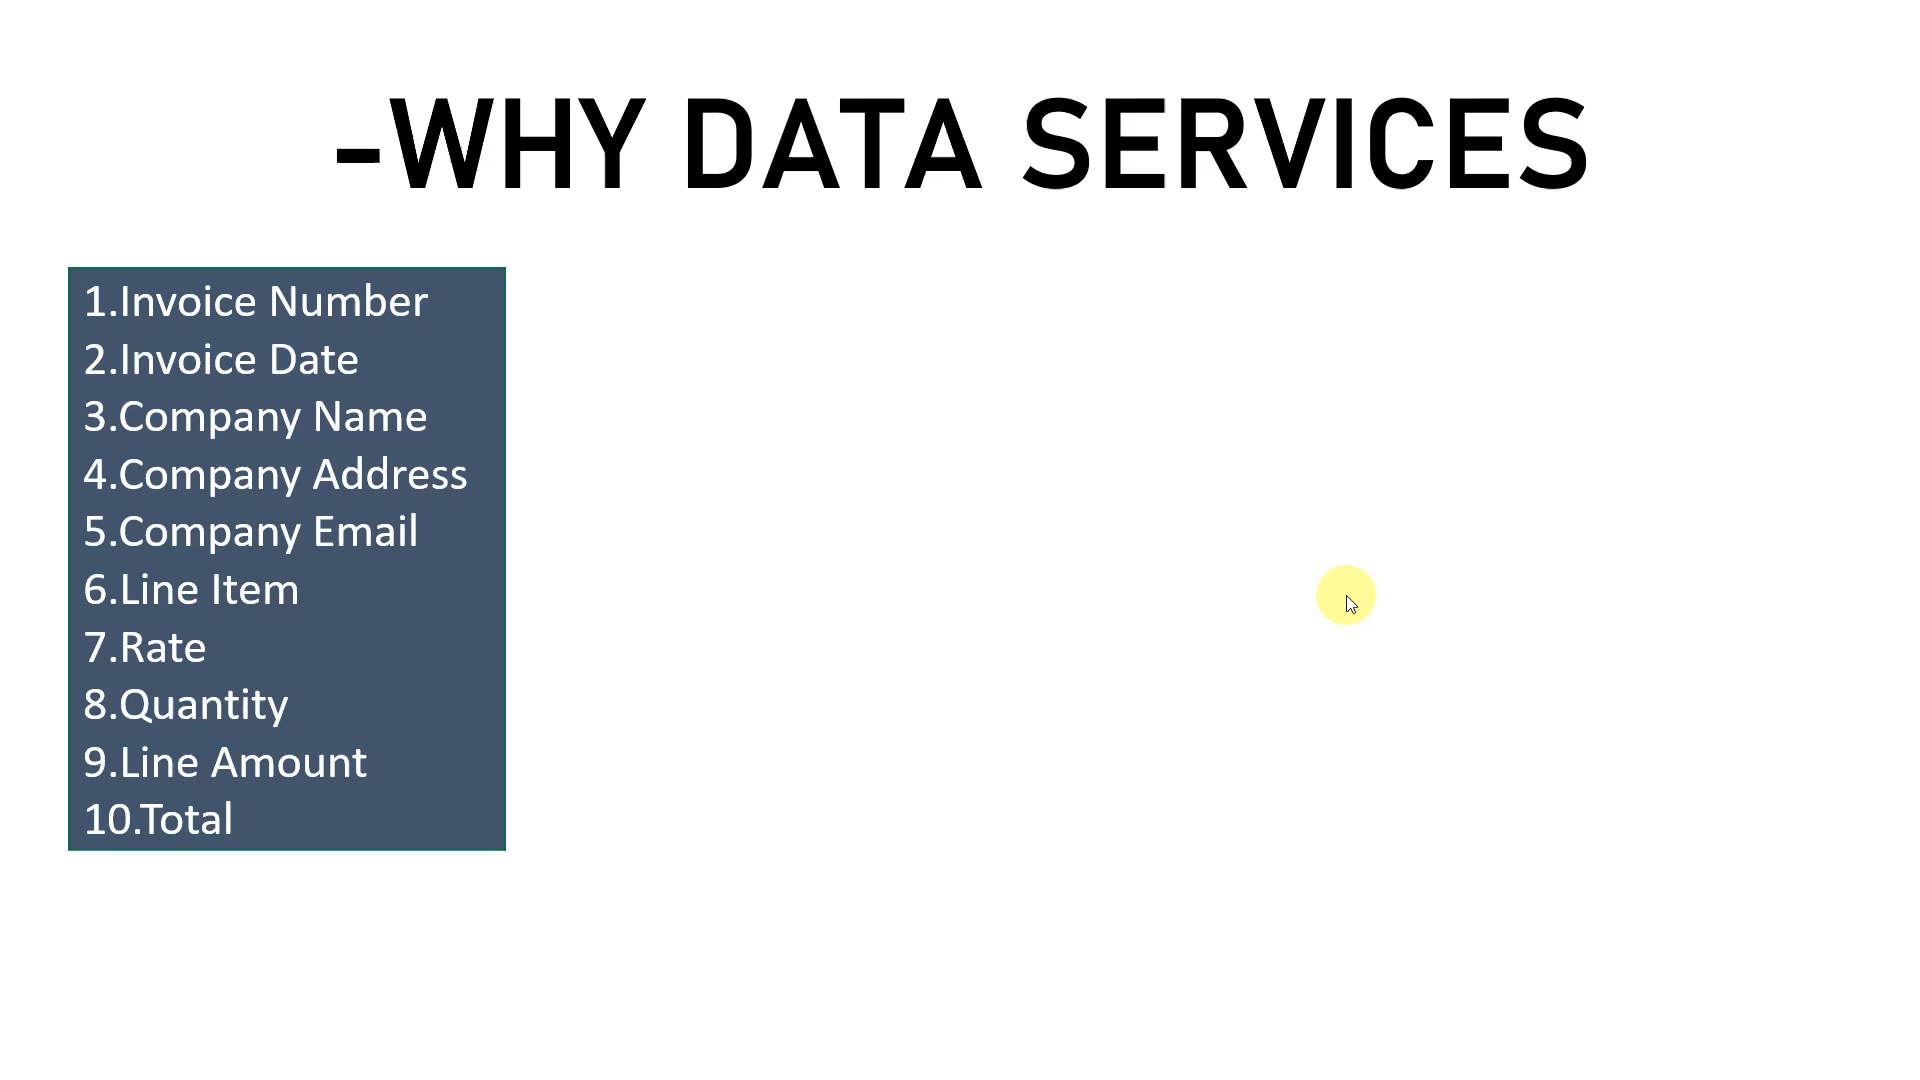 -WHY DATA SERVICES
1.Invoice Number
2.Invoice Date
3.Company Name
4.Company Address
5.Company Email
6.Line Item
7.Rate
8.Quantity
9.Line Amount
10.Total